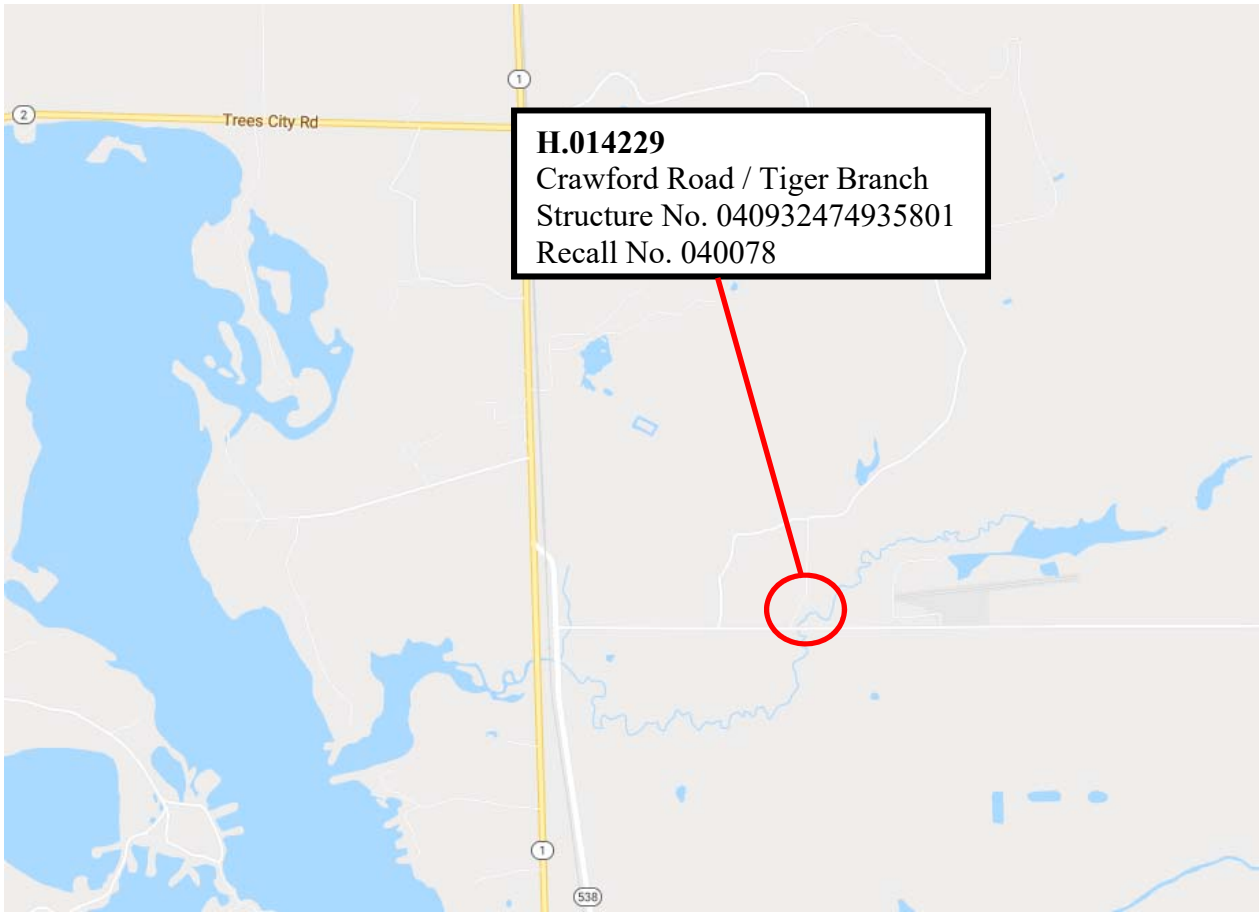 1
2
Trees City Rd
H.014229
Crawford Road / Tiger Branch
Structure No. 040932474935801
Recall No. 040078
1
538